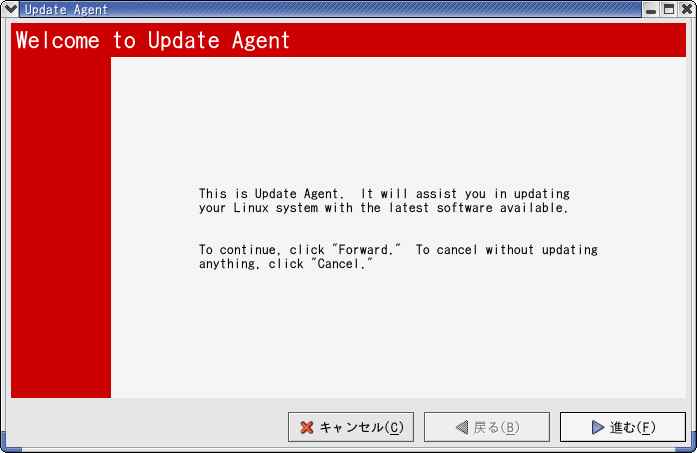 Update Agent
Welcome to Update Agent
This is Update Agent.  It will assist you in updating
your Linux system with the latest software available.
To continue, click "Forward."  To cancel without updating
anything, click "Cancel."
キャンセル(C)
戻る(B)
進む(F)